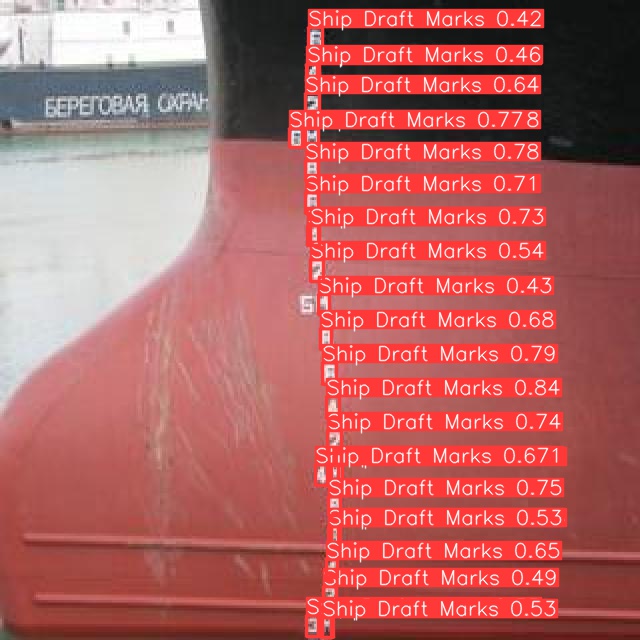 Ship Draft Marks 0.42
Ship Draft Marks 0.46
Ship Draft Marks 0.64
БЕРЕГОВАЯ ОХРАН
Ship Draft Marks 0.778
Ship Draft Marks 0.78
Ship Draft Marks 0.71
Ship Draft Marks 0.73
Ship Draft Marks 0.54
Ship Draft Marks 0.43
Ship Draft Marks 0.68
Ship Draft Marks 0.79
Ship Draft Marks 0.84
Ship Draft Marks 0.74
Ship Draft Marks 0.671
Ship Draft Marks 0.75
Ship Draft Marks 0.53
Ship Draft Marks 0.65
Ship Draft Marks 0.49
Ship Draft Marks 0.53